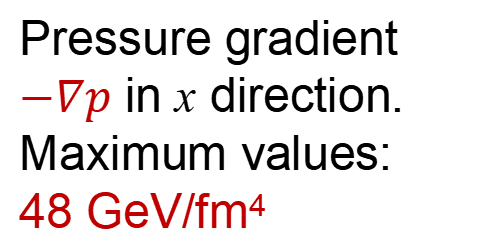 Pressure gradient
−∇p in x direction.
Maximum values:
48 GeV/fm⁴